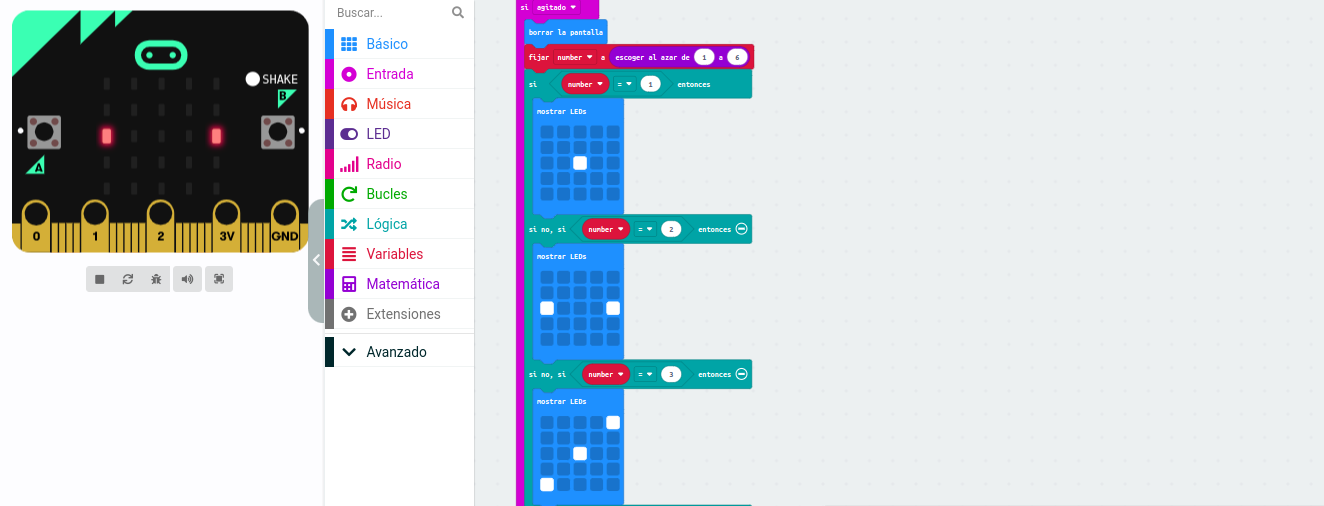 SHAKE
B
A
0 1 2 3V GND
Buscar...
Básico
Entrada
Música
LED
Radio
Bucles
Lógica
Variables
Matemática
Extensiones
Avanzado
si agitado
borrar la pantalla
fijar number a escoger al azar de 1 a 6
si number = 1 entonces
mostrar LEDs
si no, si number = 2 entonces
mostrar LEDs
si no, si number = 3 entonces
mostrar LEDs